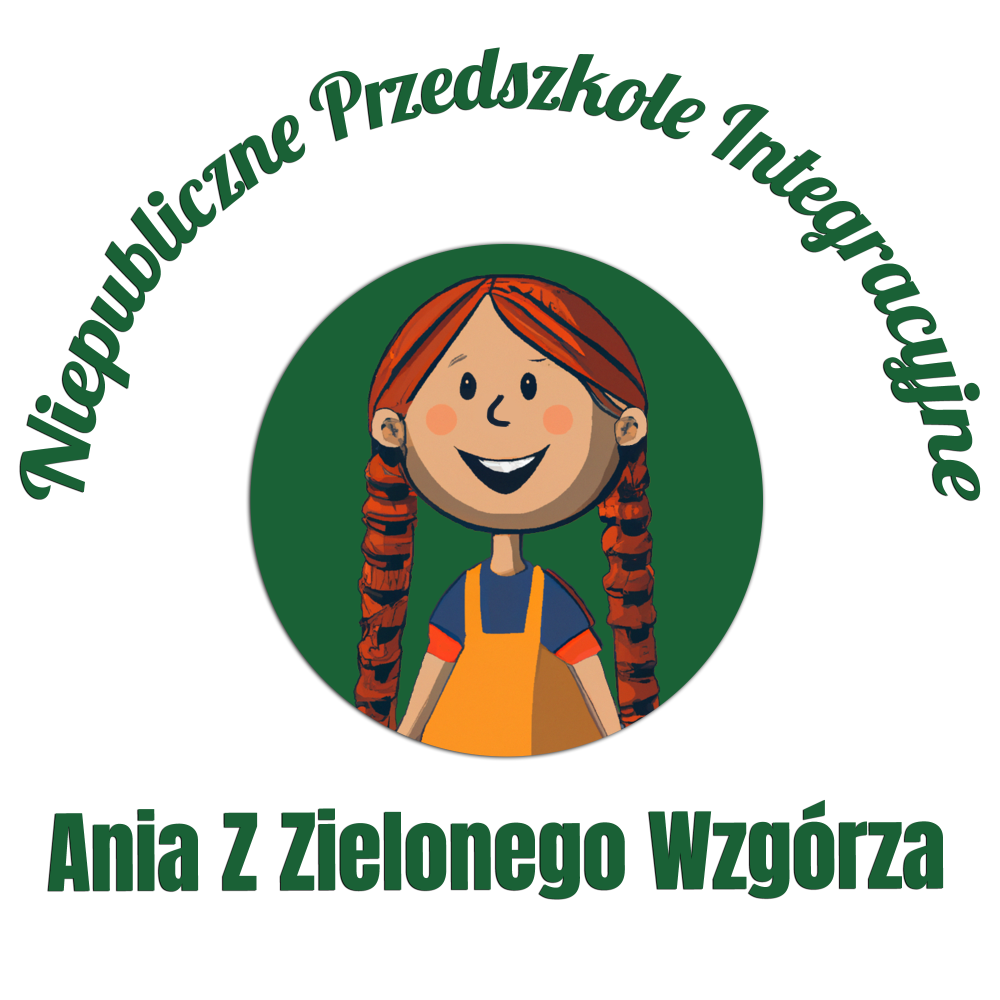 Niepubliczne Przedszkole Integracyjne
Ania Z Zielonego Wzgórza